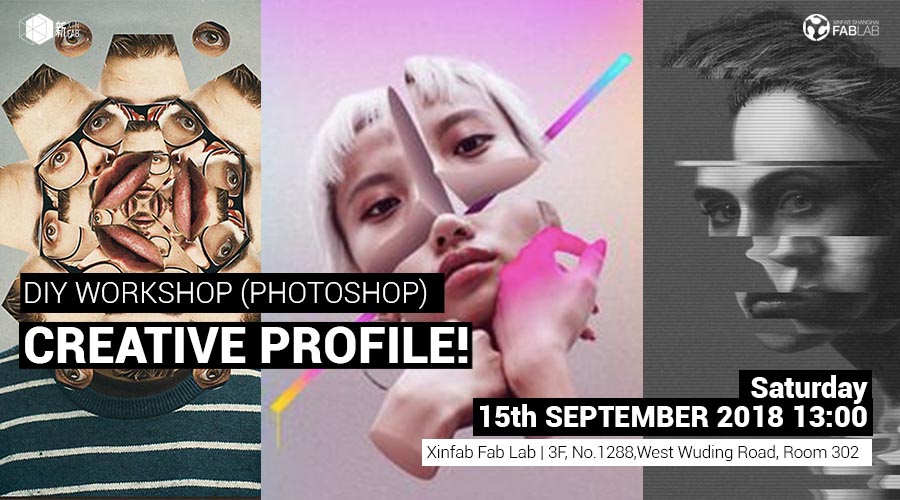 新FAB
XINFAB SHANGHAI
FABLAB
DIY WORKSHOP (PHOTOSHOP)
CREATIVE PROFILE!
Saturday
15th SEPTEMBER 2018 13:00
Xinfab Fab Lab | 3F, No.1288,West Wuding Road, Room 302